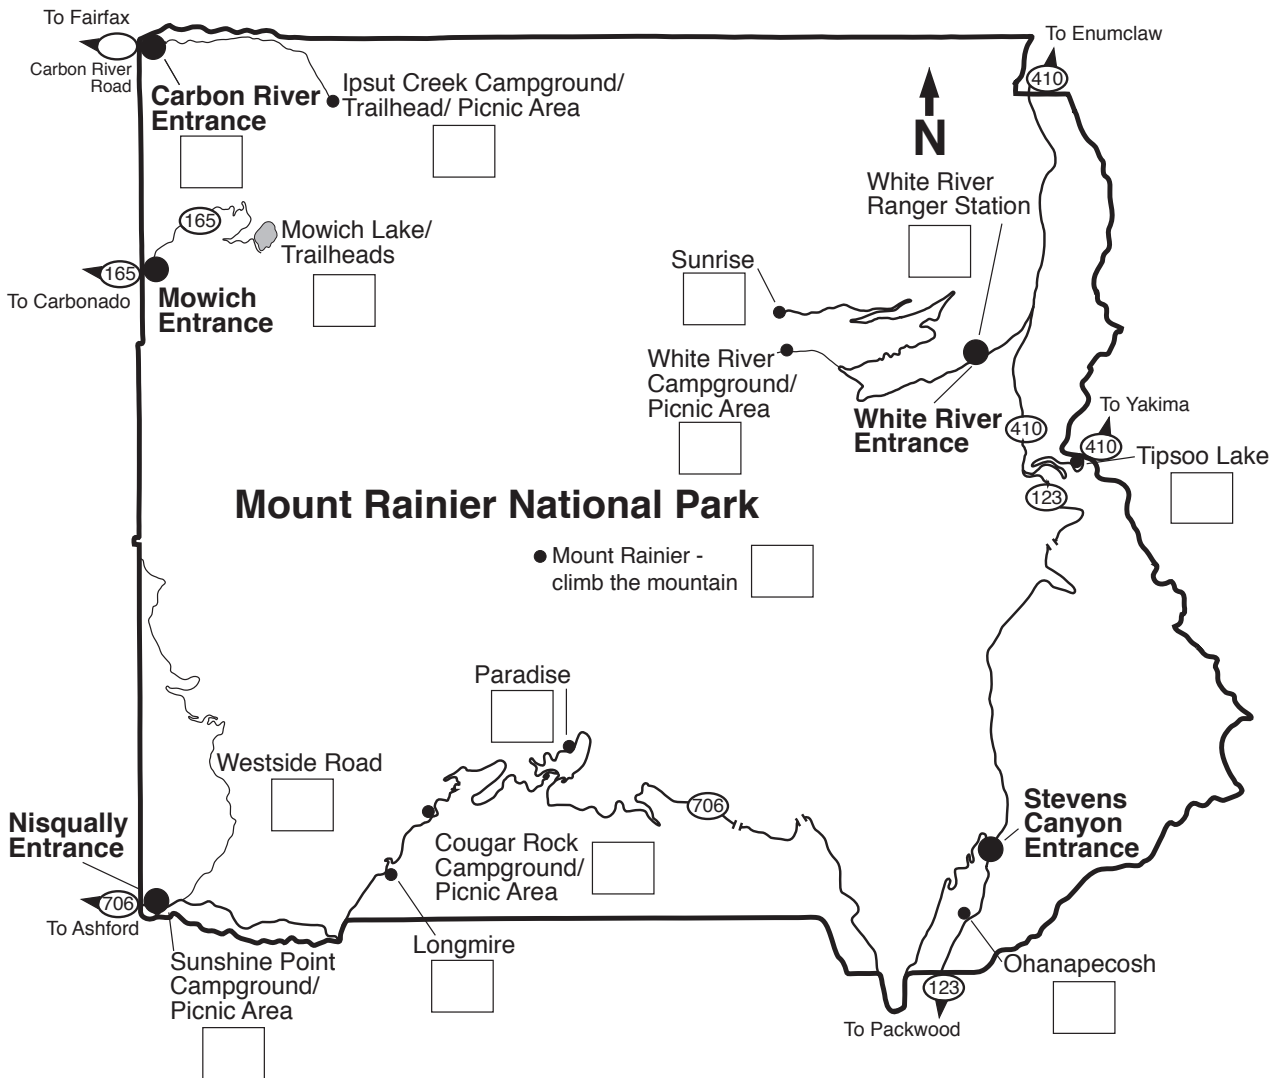 To Fairfax
Carbon River
Road
Carbon River
Entrance
Ipsut Creek Campground/
Trailhead/ Picnic Area
To Enumclaw
410
N
White River
Ranger Station
165
Mowich Lake/
Trailheads
165
To Carbonado
Mowich
Entrance
Sunrise
White River
Campground/
Picnic Area
White River
Entrance
To Yakima
410
410
Tipsoo Lake
123
Mount Rainier National Park
Mount Rainier -
climb the mountain
Paradise
Westside Road
706
Stevens
Canyon
Entrance
Nisqually
Entrance
Cougar Rock
Campground/
Picnic Area
706
To Ashford
Longmire
Sunshine Point
Campground/
Picnic Area
Ohanapecosh
123
To Packwood